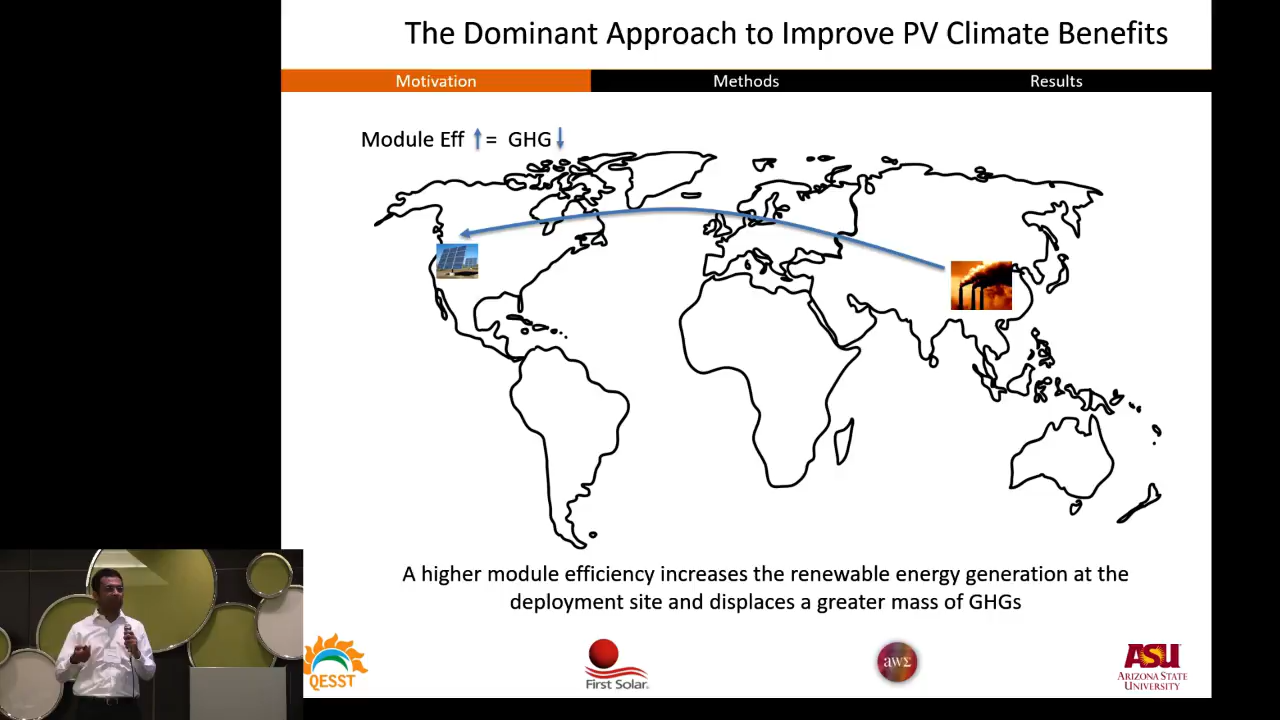 The Dominant Approach to Improve PV Climate Benefits
Motivation
Methods
Results
Module Eff ↑ = GHG ↓
A higher module efficiency increases the renewable energy generation at the
deployment site and displaces a greater mass of GHGs
QESST
First Solar.
awΣ
ASU
ARIZONA STATE
UNIVERSITY